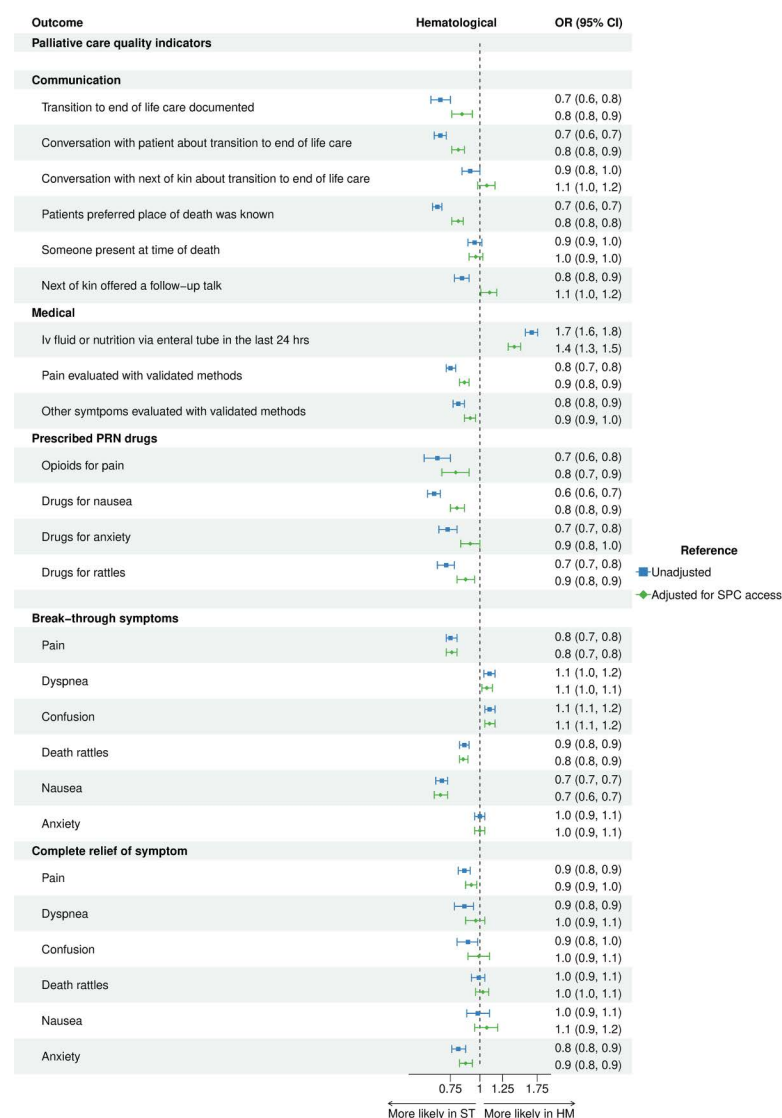 Outcome Hematological OR (95% CI)
Palliative care quality indicators
Communication
Transition to end of life care documented 0.7 (0.6, 0.8)
0.8 (0.8, 0.9)
Conversation with patient about transition to end of life care 0.7 (0.6, 0.7)
0.8 (0.8, 0.9)
Conversation with next of kin about transition to end of life care 0.9 (0.8, 1.0)
1.1 (1.0, 1.2)
Patients preferred place of death was known 0.7 (0.6, 0.7)
0.8 (0.8, 0.8)
Someone present at time of death 0.9 (0.9, 1.0)
1.0 (0.9, 1.0)
Next of kin offered a follow−up talk 0.8 (0.8, 0.9)
1.1 (1.0, 1.2)
Medical
Iv fluid or nutrition via enteral tube in the last 24 hrs 1.7 (1.6, 1.8)
1.4 (1.3, 1.5)
Pain evaluated with validated methods 0.8 (0.7, 0.8)
0.9 (0.8, 0.9)
Other symtpoms evaluated with validated methods 0.8 (0.8, 0.9)
0.9 (0.9, 1.0)
Prescribed PRN drugs
Opioids for pain 0.7 (0.6, 0.8)
0.8 (0.7, 0.9)
Drugs for nausea 0.6 (0.6, 0.7)
0.8 (0.8, 0.9)
Drugs for anxiety 0.7 (0.7, 0.8)
0.9 (0.8, 1.0)
Drugs for rattles 0.7 (0.7, 0.8)
0.9 (0.8, 0.9)
Reference
Unadjusted
Adjusted for SPC access
Break−through symptoms
Pain 0.8 (0.7, 0.8)
0.8 (0.7, 0.8)
Dyspnea 1.1 (1.0, 1.2)
1.1 (1.0, 1.1)
Confusion 1.1 (1.1, 1.2)
1.1 (1.1, 1.2)
Death rattles 0.9 (0.8, 0.9)
0.8 (0.8, 0.9)
Nausea 0.7 (0.7, 0.7)
0.7 (0.6, 0.7)
Anxiety 1.0 (0.9, 1.1)
1.0 (0.9, 1.1)
Complete relief of symptom
Pain 0.9 (0.8, 0.9)
0.9 (0.9, 1.0)
Dyspnea 0.9 (0.8, 0.9)
1.0 (0.9, 1.1)
Confusion 0.9 (0.8, 1.0)
1.0 (0.9, 1.1)
Death rattles 1.0 (0.9, 1.1)
1.0 (1.0, 1.1)
Nausea 1.0 (0.9, 1.1)
1.1 (0.9, 1.2)
Anxiety 0.8 (0.8, 0.9)
0.9 (0.8, 0.9)
0.75 1 1.25 1.75
More likely in ST More likely in HM